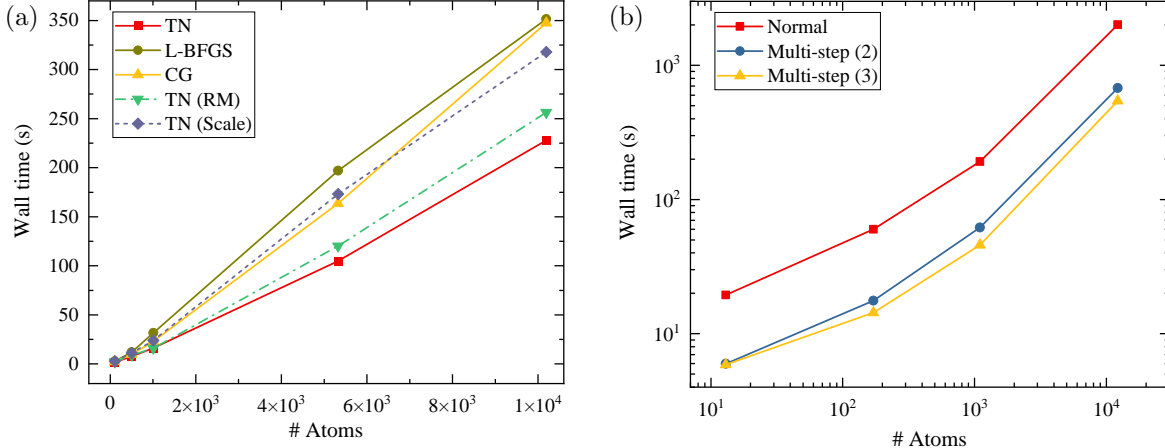 (a)
TN
L-BFGS
CG
TN (RM)
TN (Scale)
350
300
250
200
150
100
50
0
Wall time (s)
0
2×10³
4×10³
6×10³
8×10³
1×10⁴
# Atoms
(b)
Normal
Multi-step (2)
Multi-step (3)
10³
10²
10¹
Wall time (s)
10¹
10²
10³
10⁴
# Atoms